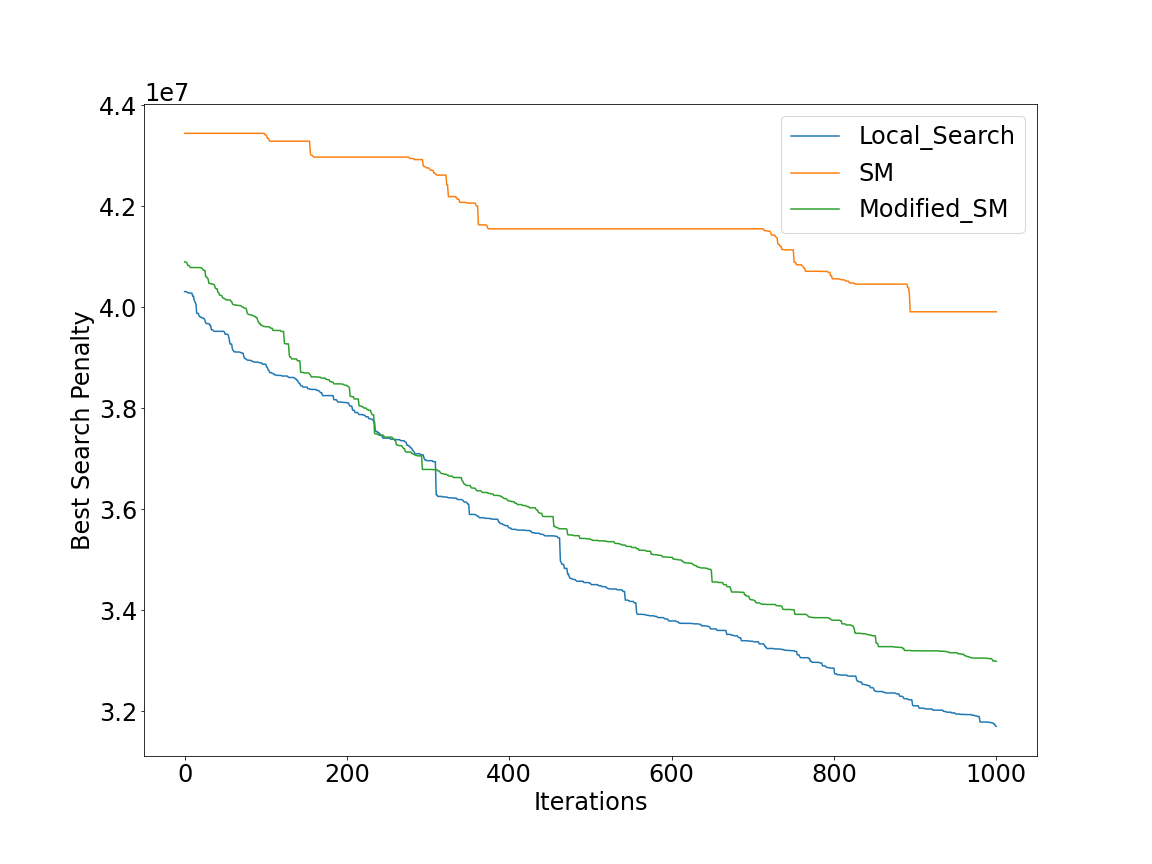 1e7
4.4
4.2
4.0
3.8
3.6
3.4
3.2
Best Search Penalty
Local_Search
SM
Modified_SM
0 200 400 600 800 1000
Iterations